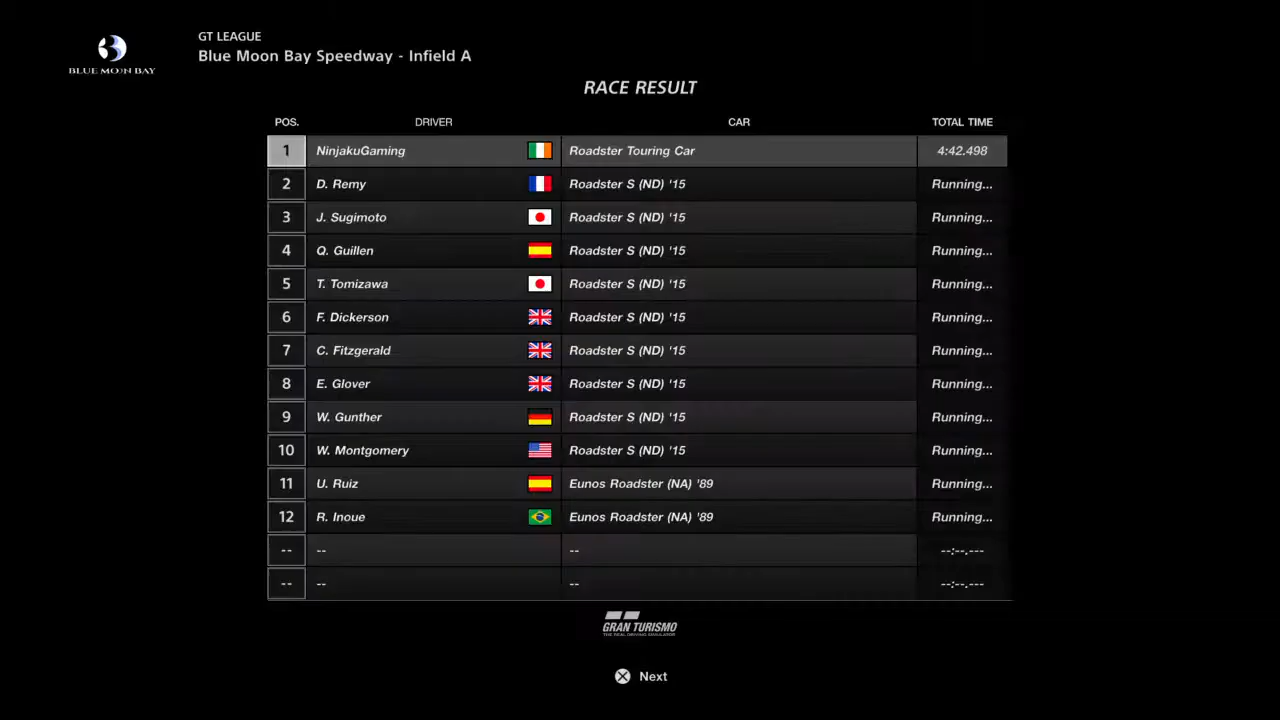 GT LEAGUE
Blue Moon Bay Speedway - Infield A
BLUE MOON BAY
RACE RESULT
POS. DRIVER CAR TOTAL TIME
1 NinjakuGaming Roadster Touring Car 4:42.498
2 D. Remy Roadster S (ND) '15 Running...
3 J. Sugimoto Roadster S (ND) '15 Running...
4 Q. Guillen Roadster S (ND) '15 Running...
5 T. Tomizawa Roadster S (ND) '15 Running...
6 F. Dickerson Roadster S (ND) '15 Running...
7 C. Fitzgerald Roadster S (ND) '15 Running...
8 E. Glover Roadster S (ND) '15 Running...
9 W. Gunther Roadster S (ND) '15 Running...
10 W. Montgomery Roadster S (ND) '15 Running...
11 U. Ruiz Eunos Roadster (NA) '89 Running...
12 R. Inoue Eunos Roadster (NA) '89 Running...
-- -- -- --:--.---
-- -- -- --:--.---
GRAN TURISMO
THE REAL DRIVING SIMULATOR
Next